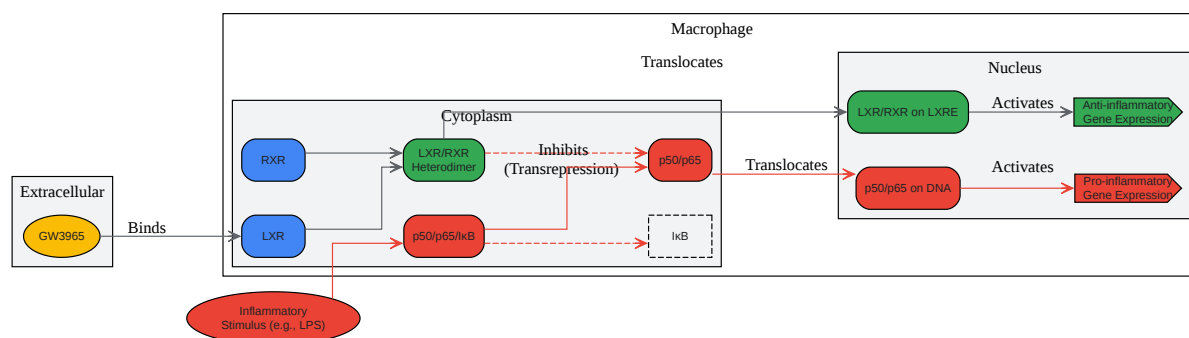 Macrophage
Translocates
Nucleus
Cytoplasm
LXR/RXR on LXRE
Activates
Anti-inflammatory
Gene Expression
RXR
LXR/RXR
Heterodimer
Inhibits
(Transrepression)
p50/p65
Translocates
p50/p65 on DNA
Activates
Pro-inflammatory
Gene Expression
Extracellular
GW3965
Binds
LXR
p50/p65/IκB
IκB
Inflammatory
Stimulus (e.g., LPS)